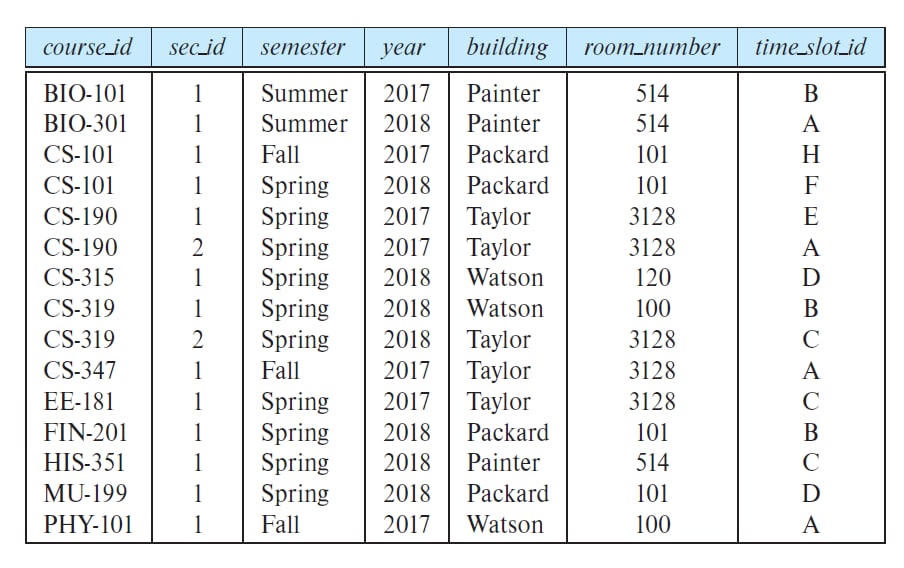 course_id sec_id semester year building room_number time_slot_id
BIO-101 1 Summer 2017 Painter 514 B
BIO-301 1 Summer 2018 Painter 514 A
CS-101 1 Fall 2017 Packard 101 H
CS-101 1 Spring 2018 Packard 101 F
CS-190 1 Spring 2017 Taylor 3128 E
CS-190 2 Spring 2017 Taylor 3128 A
CS-315 1 Spring 2018 Watson 120 D
CS-319 1 Spring 2018 Watson 100 B
CS-319 2 Spring 2018 Taylor 3128 C
CS-347 1 Fall 2017 Taylor 3128 A
EE-181 1 Spring 2017 Taylor 3128 C
FIN-201 1 Spring 2018 Packard 101 B
HIS-351 1 Spring 2018 Painter 514 C
MU-199 1 Spring 2018 Packard 101 D
PHY-101 1 Fall 2017 Watson 100 A